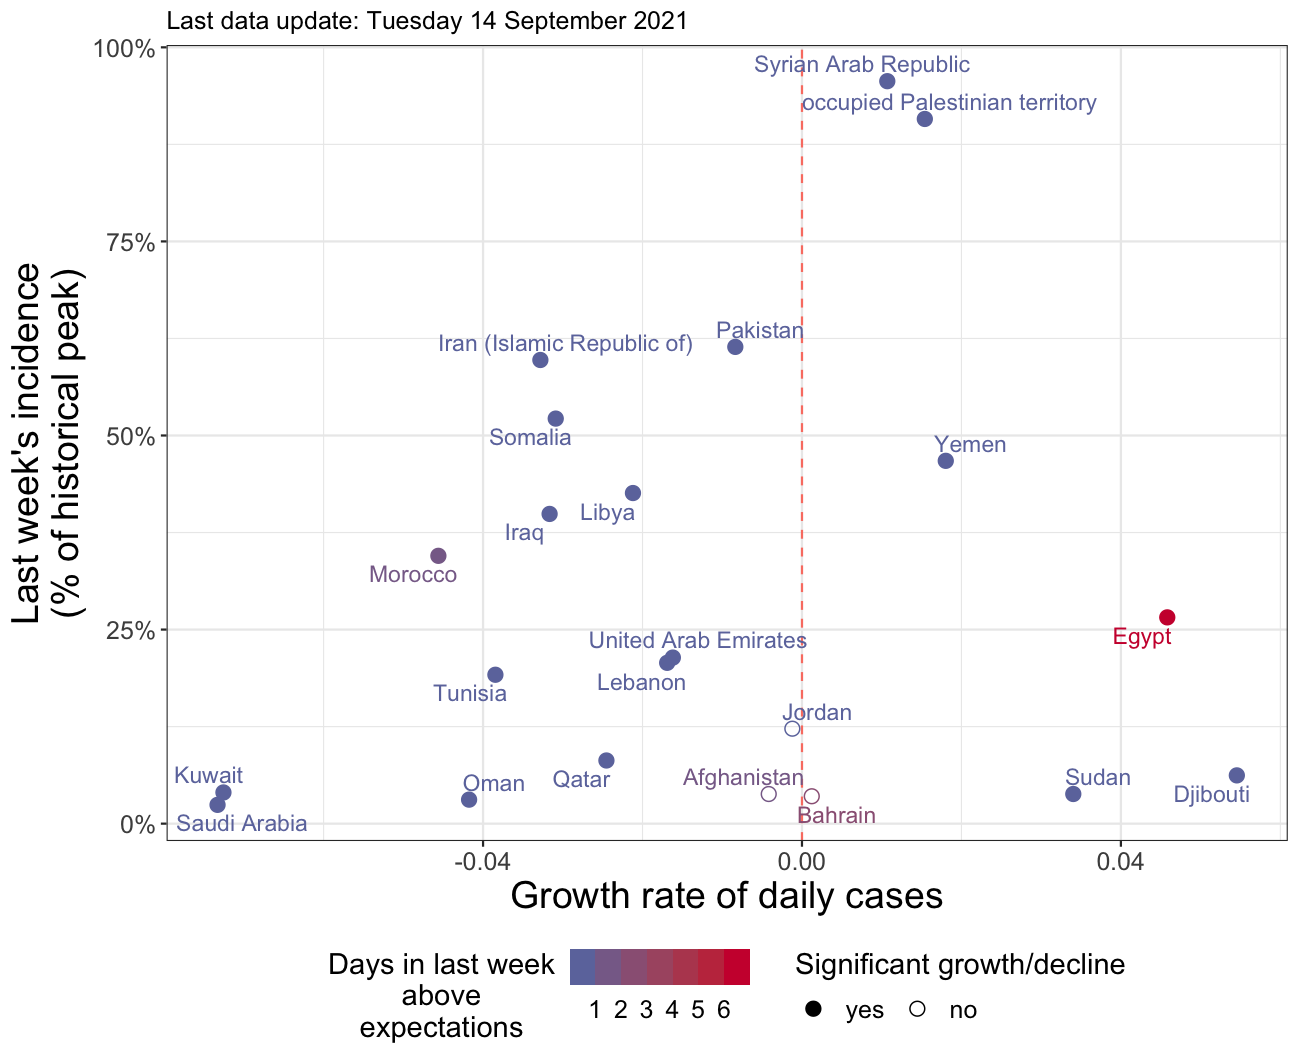 Last data update: Tuesday 14 September 2021
100%
Syrian Arab Republic
occupied Palestinian territory
75%
Last week's incidence
(% of historical peak)
Pakistan
Iran (Islamic Republic of)
50%
Somalia
Yemen
Libya
Iraq
Morocco
25%
Egypt
United Arab Emirates
Lebanon
Tunisia
Jordan
Kuwait
Oman
Qatar
Afghanistan
Sudan
Djibouti
Bahrain
Saudi Arabia
0%
-0.04 0.00 0.04
Growth rate of daily cases
Days in last week
above
expectations
1 2 3 4 5 6
Significant growth/decline
yes no